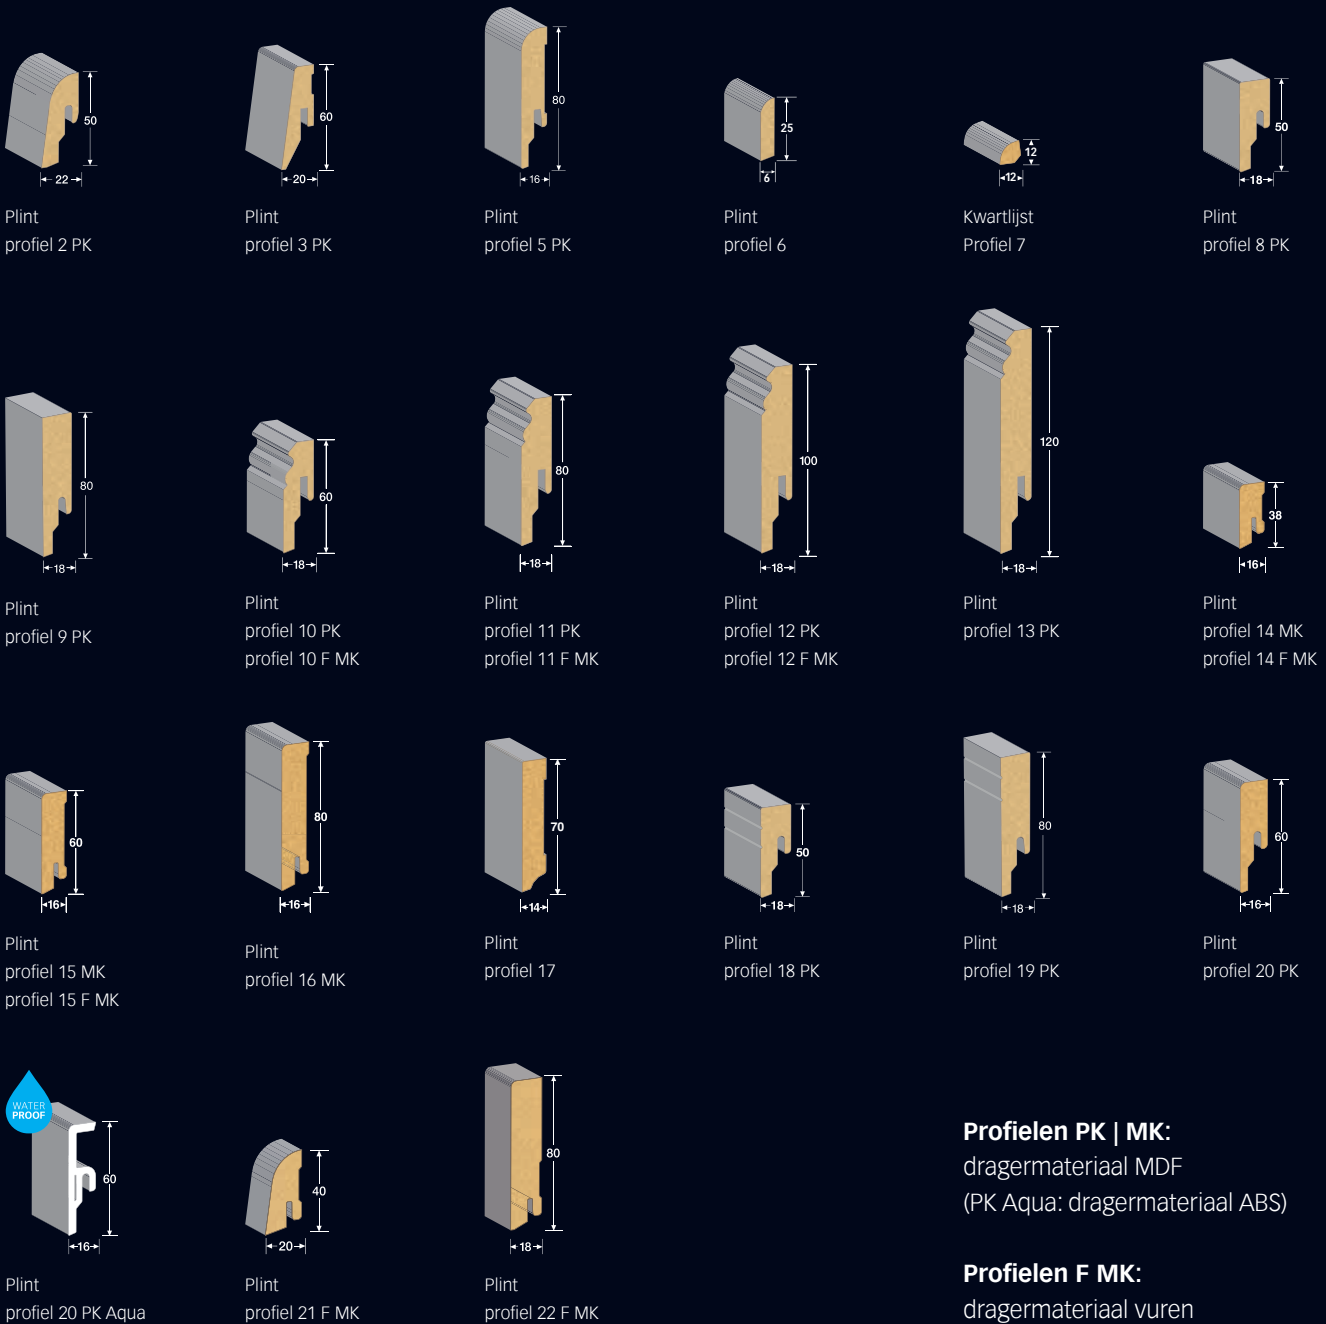 50
22
Plint
profiel 2 PK
60
20
Plint
profiel 3 PK
80
16
Plint
profiel 5 PK
25
6
Plint
profiel 6
12
12
Kwartlijst
Profiel 7
50
18
Plint
profiel 8 PK
80
18
Plint
profiel 9 PK
60
18
Plint
profiel 10 PK
profiel 10 F MK
80
18
Plint
profiel 11 PK
profiel 11 F MK
100
18
Plint
profiel 12 PK
profiel 12 F MK
120
18
Plint
profiel 13 PK
38
16
Plint
profiel 14 MK
profiel 14 F MK
60
16
Plint
profiel 15 MK
profiel 15 F MK
80
16
Plint
profiel 16 MK
70
14
Plint
profiel 17
50
18
Plint
profiel 18 PK
80
18
Plint
profiel 19 PK
60
16
Plint
profiel 20 PK
WATER
PROOF
60
16
Plint
profiel 20 PK Aqua
40
20
Plint
profiel 21 F MK
80
18
Plint
profiel 22 F MK
Profielen PK | MK:
dragermateriaal MDF
(PK Aqua: dragermateriaal ABS)
Profielen F MK:
dragermateriaal vuren